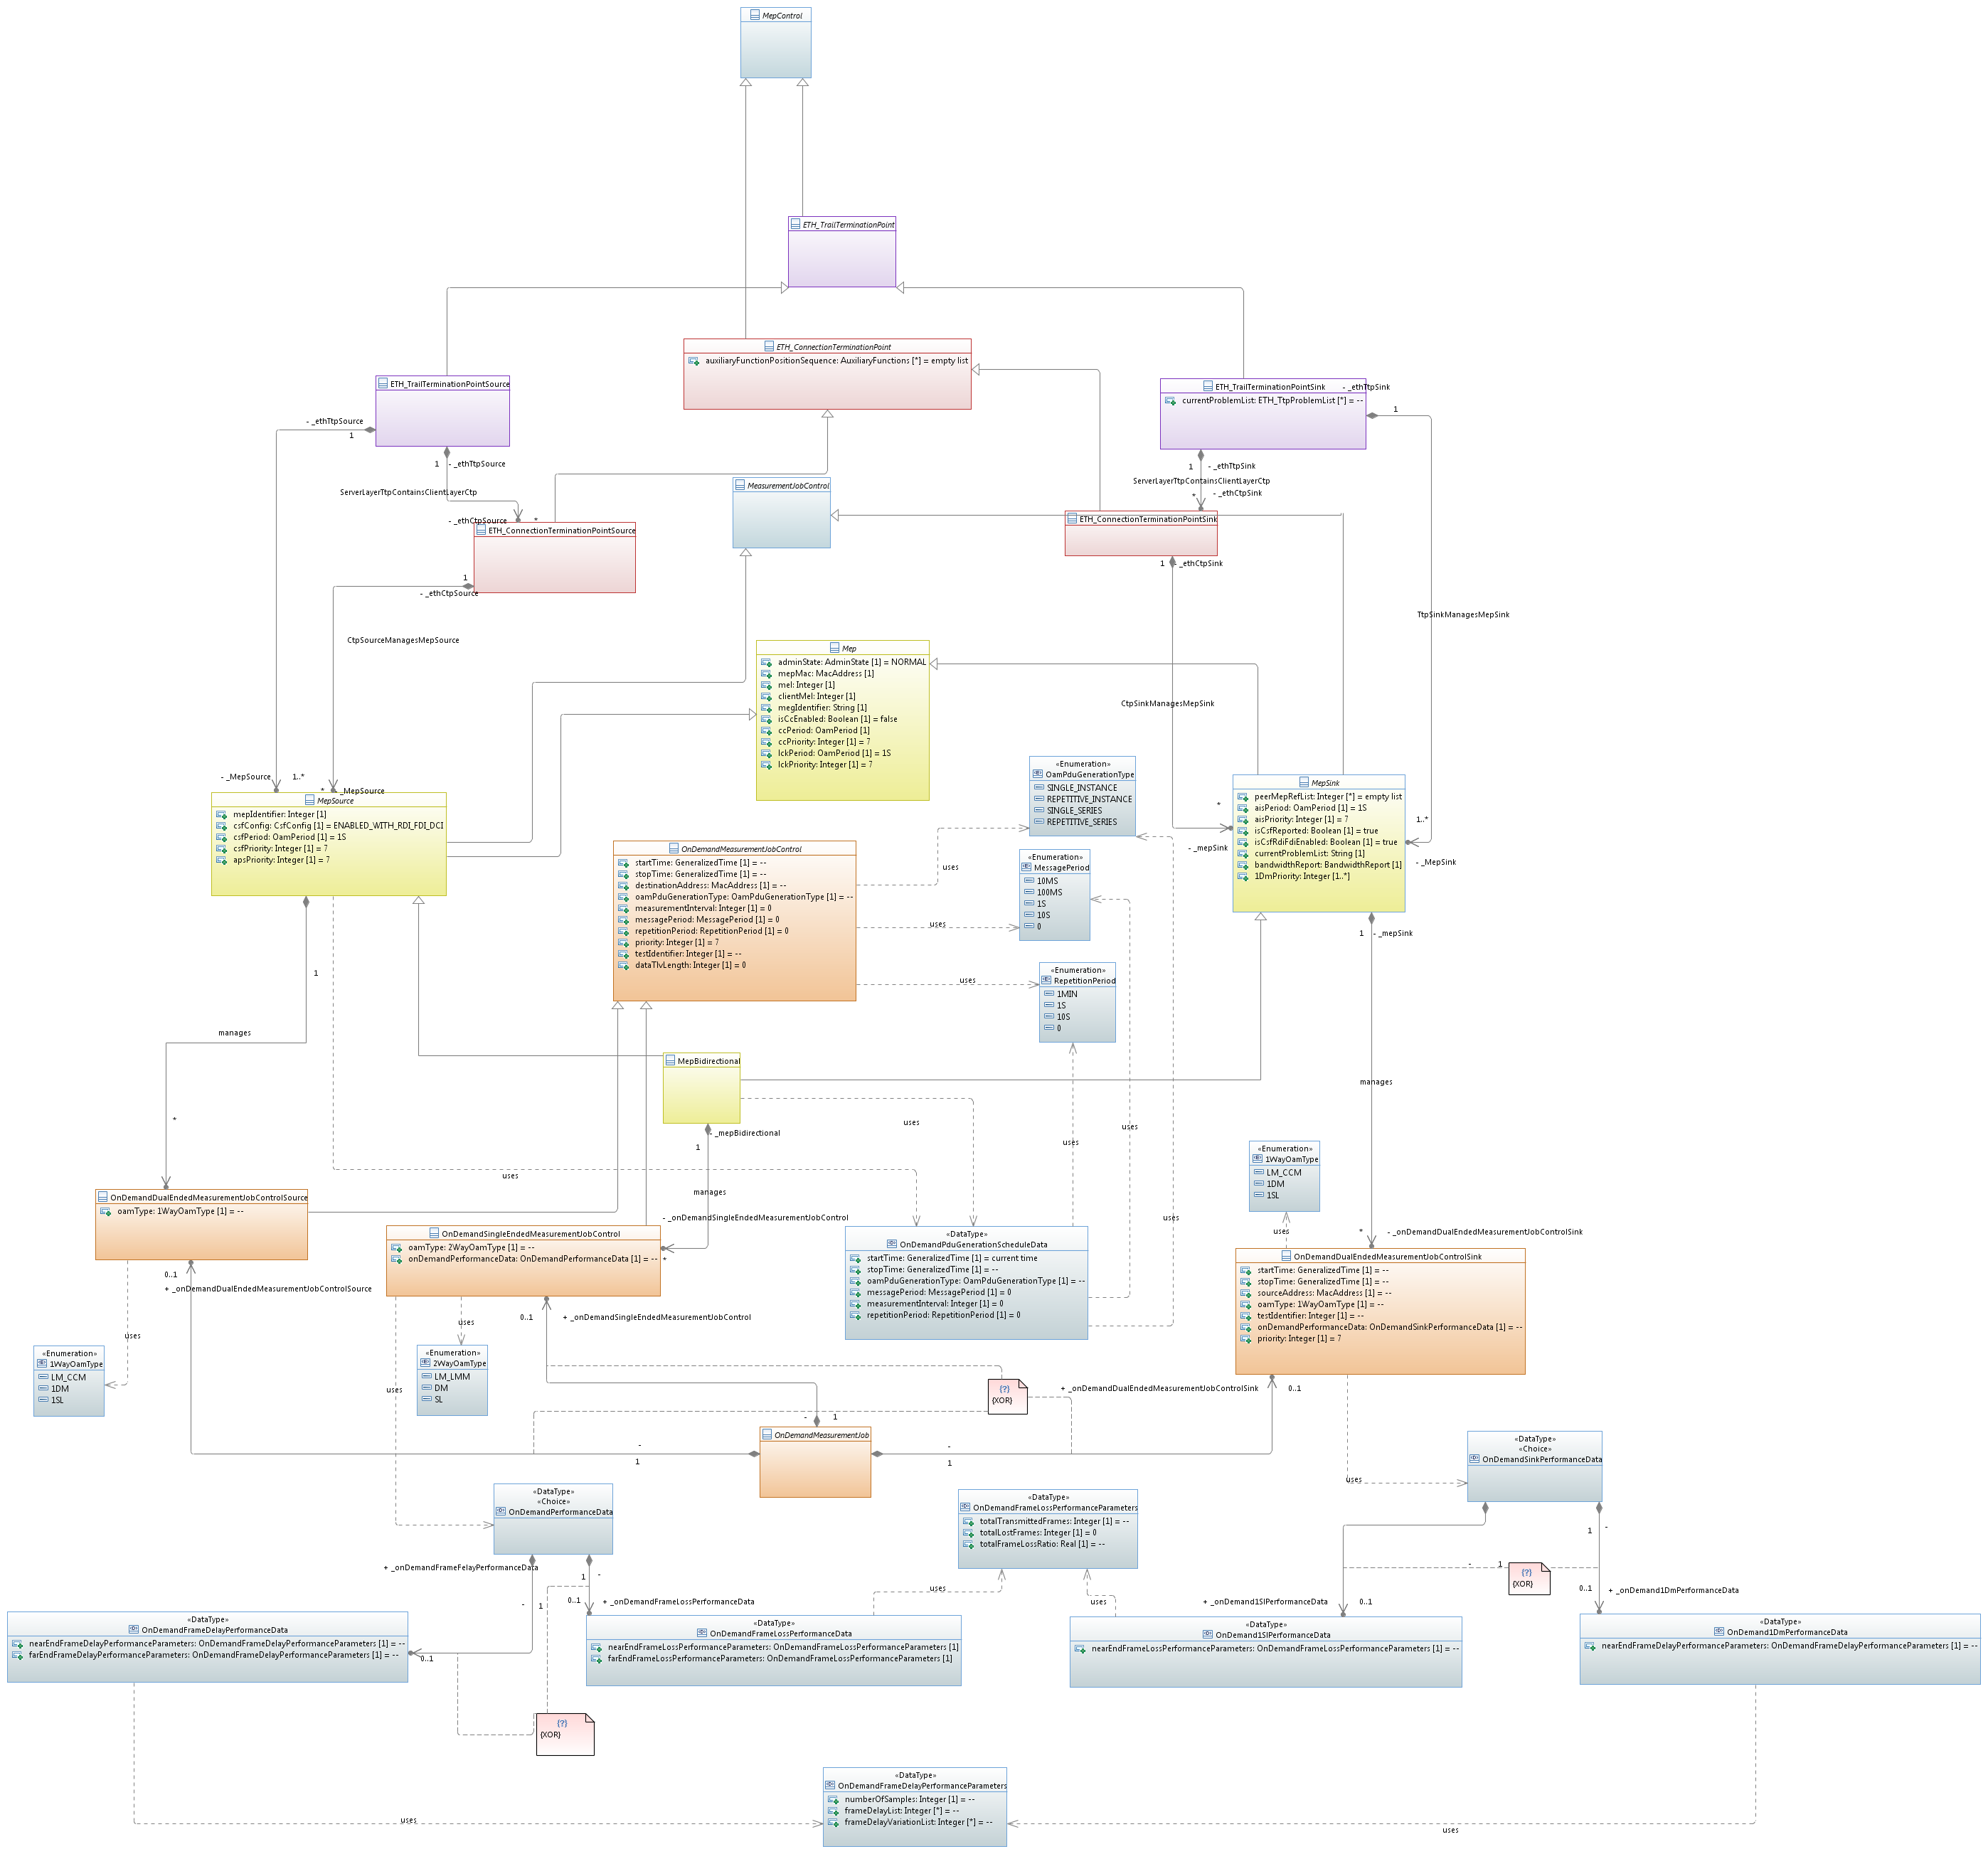 MepControl
ETH_TrailTerminationPoint
ETH_ConnectionTerminationPoint
auxiliaryFunctionPositionSequence: AuxiliaryFunctions [*] = empty list
ETH_TrailTerminationPointSource
- _ethTtpSource
1
1
- _ethTtpSource
ServerLayerTtpContainsClientLayerCtp
- _ethCtpSource
*
ETH_TrailTerminationPointSink
- _ethTtpSink
currentProblemList: ETH_TtpProblemList [*] = --
1
1
- _ethTtpSink
ServerLayerTtpContainsClientLayerCtp
- _ethCtpSink
*
MeasurementJobControl
ETH_ConnectionTerminationPointSource
1
- _ethCtpSource
CtpSourceManagesMepSource
ETH_ConnectionTerminationPointSink
1
- _ethCtpSink
TtpSinkManagesMepSink
CtpSinkManagesMepSink
Mep
adminState: AdminState [1] = NORMAL
mepMac: MacAddress [1]
mel: Integer [1]
clientMel: Integer [1]
megIdentifier: String [1]
isCcEnabled: Boolean [1] = false
ccPeriod: OamPeriod [1]
ccPriority: Integer [1] = 7
lckPeriod: OamPeriod [1] = 1S
lckPriority: Integer [1] = 7
- _MepSource
1..*
*
- _MepSource
MepSource
mepIdentifier: Integer [1]
csfConfig: CsfConfig [1] = ENABLED_WITH_RDI_FDI_DCI
csfPeriod: OamPeriod [1] = 1S
csfPriority: Integer [1] = 7
apsPriority: Integer [1] = 7
«Enumeration»
OamPduGenerationType
SINGLE_INSTANCE
REPETITIVE_INSTANCE
SINGLE_SERIES
REPETITIVE_SERIES
*
- _mepSink
MepSink
peerMepRefList: Integer [*] = empty list
aisPeriod: OamPeriod [1] = 1S
aisPriority: Integer [1] = 7
isCsfReported: Boolean [1] = true
isCsfRdiFdiEnabled: Boolean [1] = true
currentProblemList: String [1]
bandwidthReport: BandwidthReport [1]
1DmPriority: Integer [1..*]
1..*
- _MepSink
OnDemandMeasurementJobControl
startTime: GeneralizedTime [1] = --
stopTime: GeneralizedTime [1] = --
destinationAddress: MacAddress [1] = --
oamPduGenerationType: OamPduGenerationType [1] = --
measurementInterval: Integer [1] = 0
messagePeriod: MessagePeriod [1] = 0
repetitionPeriod: RepetitionPeriod [1] = 0
priority: Integer [1] = 7
testIdentifier: Integer [1] = --
dataTlvLength: Integer [1] = 0
uses
uses
uses
«Enumeration»
MessagePeriod
10MS
100MS
1S
10S
0
«Enumeration»
RepetitionPeriod
1MIN
1S
10S
0
1
- _mepSink
1
manages
*
manages
MepBidirectional
- _mepBidirectional
1
manages
- _onDemandSingleEndedMeasurementJobControl
*
uses
uses
uses
uses
uses
«Enumeration»
1WayOamType
LM_CCM
1DM
1SL
uses
*
- _onDemandDualEndedMeasurementJobControlSink
OnDemandDualEndedMeasurementJobControlSource
oamType: 1WayOamType [1] = --
0..1
+ _onDemandDualEndedMeasurementJobControlSource
uses
OnDemandSingleEndedMeasurementJobControl
oamType: 2WayOamType [1] = --
onDemandPerformanceData: OnDemandPerformanceData [1] = --
0..1
+ _onDemandSingleEndedMeasurementJobControl
uses
uses
«DataType»
OnDemandPduGenerationScheduleData
startTime: GeneralizedTime [1] = current time
stopTime: GeneralizedTime [1] = --
oamPduGenerationType: OamPduGenerationType [1] = --
messagePeriod: MessagePeriod [1] = 0
measurementInterval: Integer [1] = 0
repetitionPeriod: RepetitionPeriod [1] = 0
OnDemandDualEndedMeasurementJobControlSink
startTime: GeneralizedTime [1] = --
stopTime: GeneralizedTime [1] = --
sourceAddress: MacAddress [1] = --
oamType: 1WayOamType [1] = --
testIdentifier: Integer [1] = --
onDemandPerformanceData: OnDemandSinkPerformanceData [1] = --
priority: Integer [1] = 7
«Enumeration»
1WayOamType
LM_CCM
1DM
1SL
«Enumeration»
2WayOamType
LM_LMM
DM
SL
{?}
{XOR}
+ _onDemandDualEndedMeasurementJobControlSink
0..1
-
1
OnDemandMeasurementJob
-
1
-
1
uses
«DataType»
«Choice»
OnDemandSinkPerformanceData
«DataType»
«Choice»
OnDemandPerformanceData
«DataType»
OnDemandFrameLossPerformanceParameters
totalTransmittedFrames: Integer [1] = --
totalLostFrames: Integer [1] = 0
totalFrameLossRatio: Real [1] = --
1
-
+ _onDemandFrameFelayPerformanceData
1
-
-
1
0..1
+ _onDemandFrameLossPerformanceData
uses
uses
-
1
{?}
{XOR}
+ _onDemand1SlPerformanceData
0..1
0..1
+ _onDemand1DmPerformanceData
«DataType»
OnDemandFrameDelayPerformanceData
nearEndFrameDelayPerformanceParameters: OnDemandFrameDelayPerformanceParameters [1] = --
farEndFrameDelayPerformanceParameters: OnDemandFrameDelayPerformanceParameters [1] = --
0..1
«DataType»
OnDemandFrameLossPerformanceData
nearEndFrameLossPerformanceParameters: OnDemandFrameLossPerformanceParameters [1]
farEndFrameLossPerformanceParameters: OnDemandFrameLossPerformanceParameters [1]
«DataType»
OnDemand1SlPerformanceData
nearEndFrameLossPerformanceParameters: OnDemandFrameLossPerformanceParameters [1] = --
«DataType»
OnDemand1DmPerformanceData
nearEndFrameDelayPerformanceParameters: OnDemandFrameDelayPerformanceParameters [1] = --
{?}
{XOR}
«DataType»
OnDemandFrameDelayPerformanceParameters
numberOfSamples: Integer [1] = --
frameDelayList: Integer [*] = --
frameDelayVariationList: Integer [*] = --
uses
uses